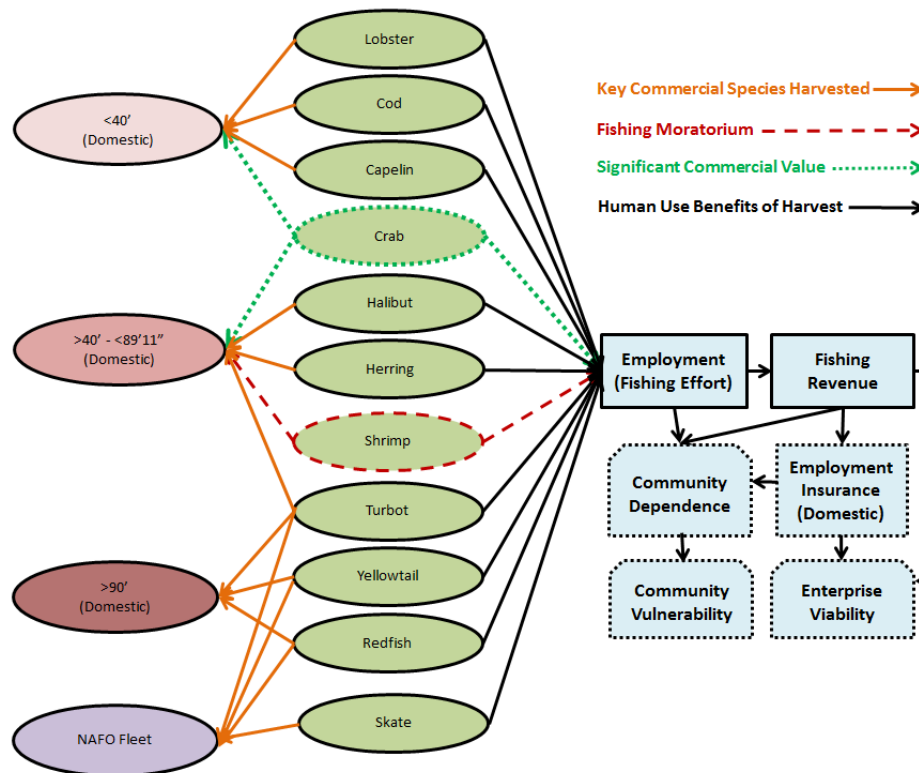 Lobster
Cod
Capelin
Crab
Halibut
Herring
Shrimp
Turbot
Yellowtail
Redfish
Skate
<40’
(Domestic)
>40’ - <89’11”
(Domestic)
>90’
(Domestic)
NAFO Fleet
Key Commercial Species Harvested
Fishing Moratorium
Significant Commercial Value
Human Use Benefits of Harvest
Employment
(Fishing Effort)
Fishing
Revenue
Community
Dependence
Employment
Insurance
(Domestic)
Community
Vulnerability
Enterprise
Viability